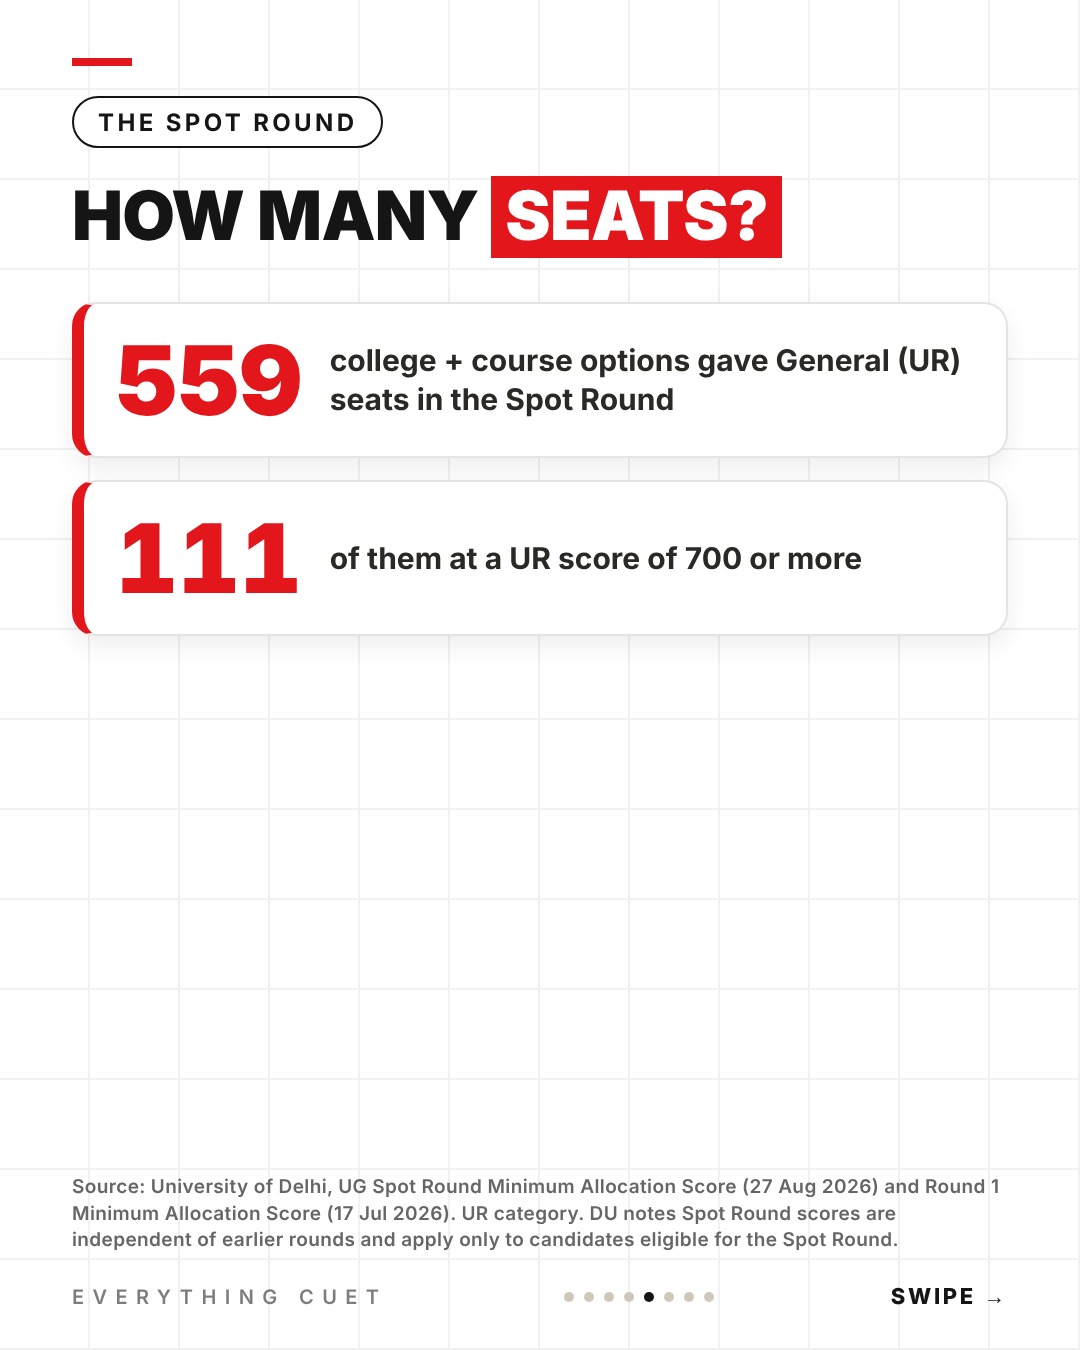 THE SPOT ROUND
HOW MANY SEATS?
559
college + course options gave General (UR)
seats in the Spot Round
111
of them at a UR score of 700 or more
Source: University of Delhi, UG Spot Round Minimum Allocation Score (27 Aug 2026) and Round 1
Minimum Allocation Score (17 Jul 2026). UR category. DU notes Spot Round scores are
independent of earlier rounds and apply only to candidates eligible for the Spot Round.
EVERYTHING CUET
SWIPE →